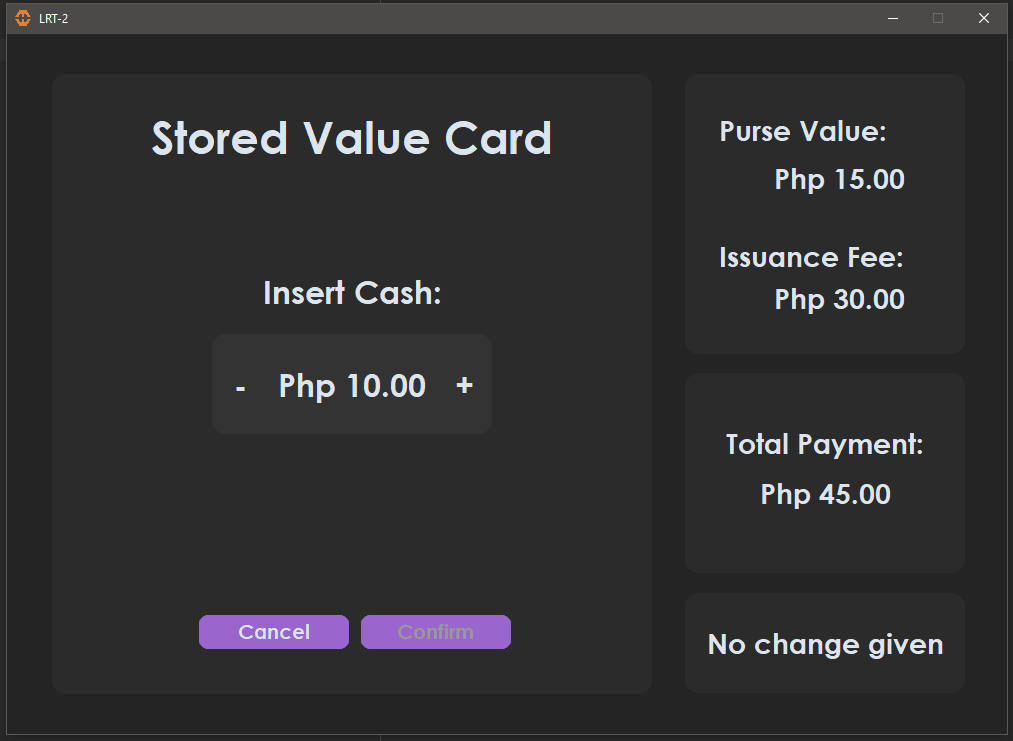 LRT-2
Stored Value Card
Insert Cash:
- Php 10.00 +
Cancel Confirm
Purse Value:
Php 15.00
Issuance Fee:
Php 30.00
Total Payment:
Php 45.00
No change given